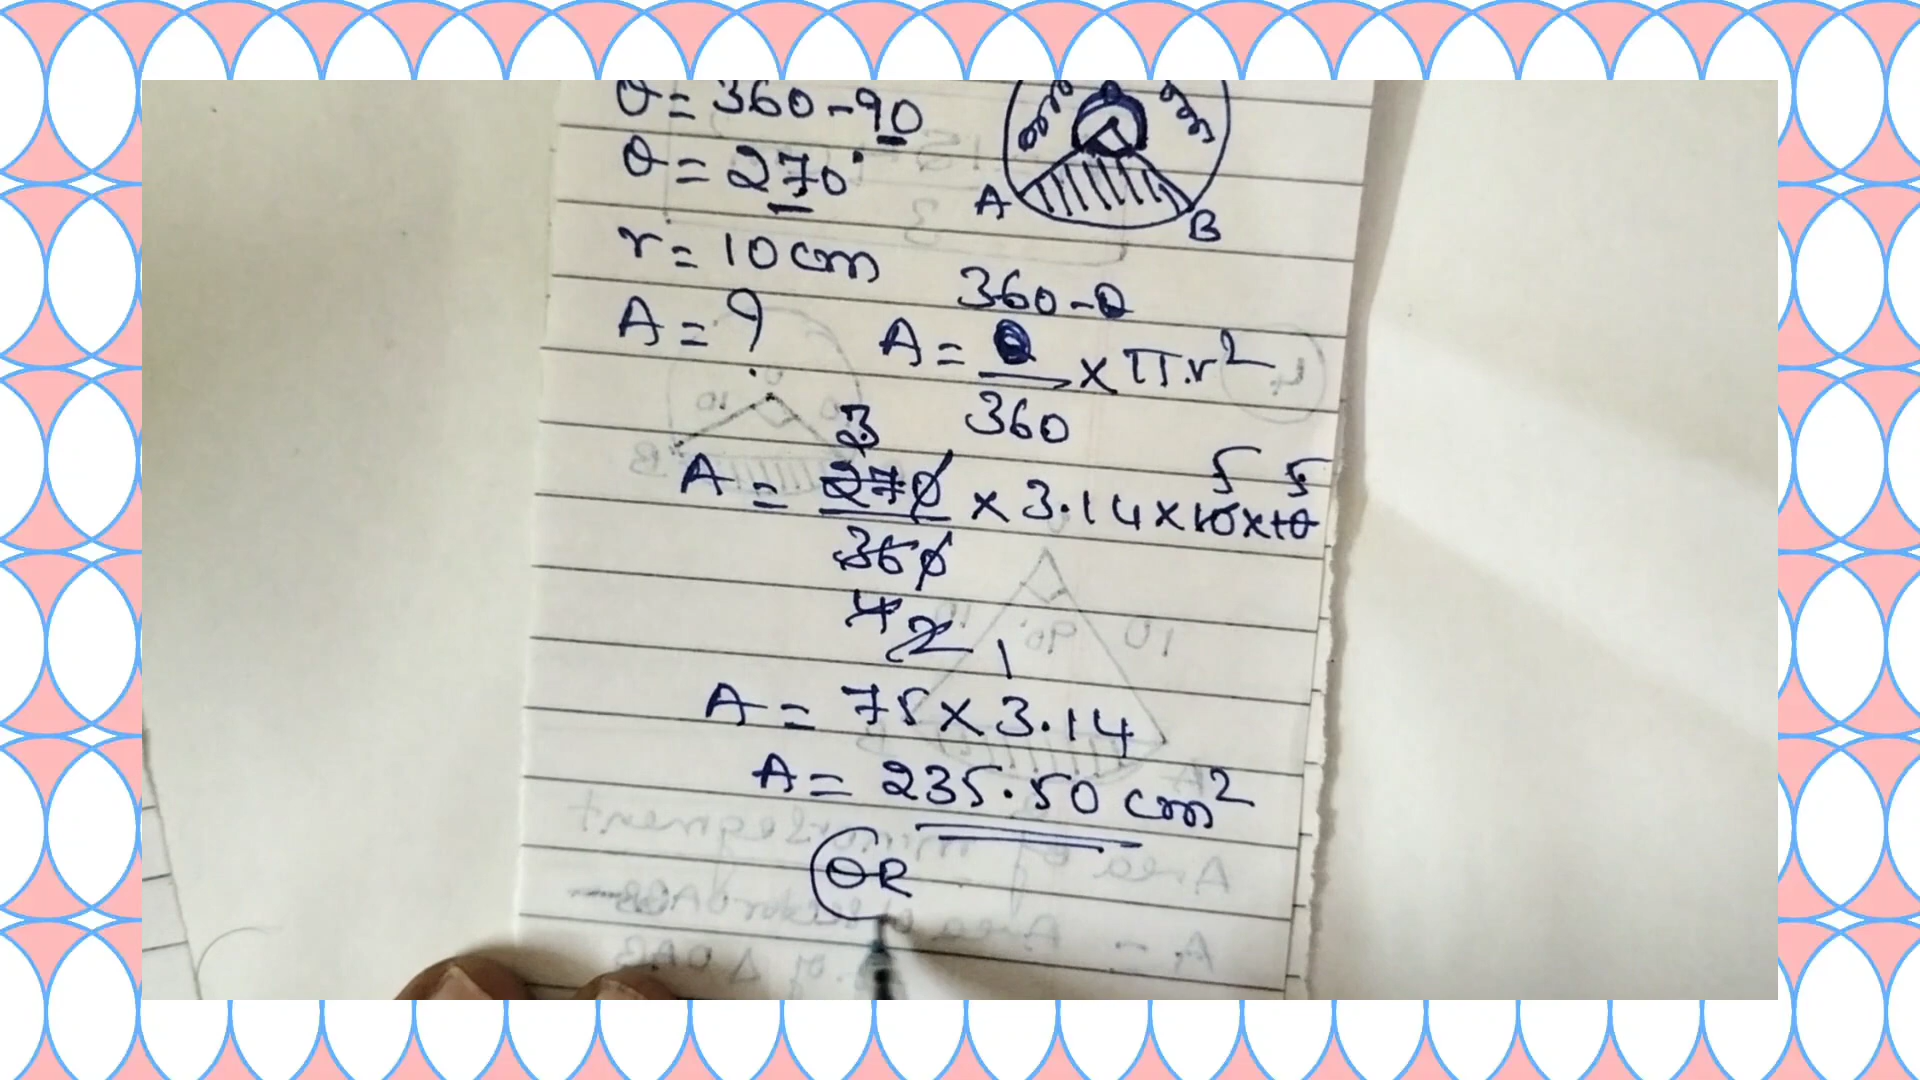 θ = 360 - 90
θ = 270°
A
B
r = 10 cm
360 - θ
A = ?
A = θ/360 × π.r²
3
5 5
A = 270/360 × 3.14 × 10 × 10
4 2 1
A = 75 × 3.14
A = 235.50 cm²
OR